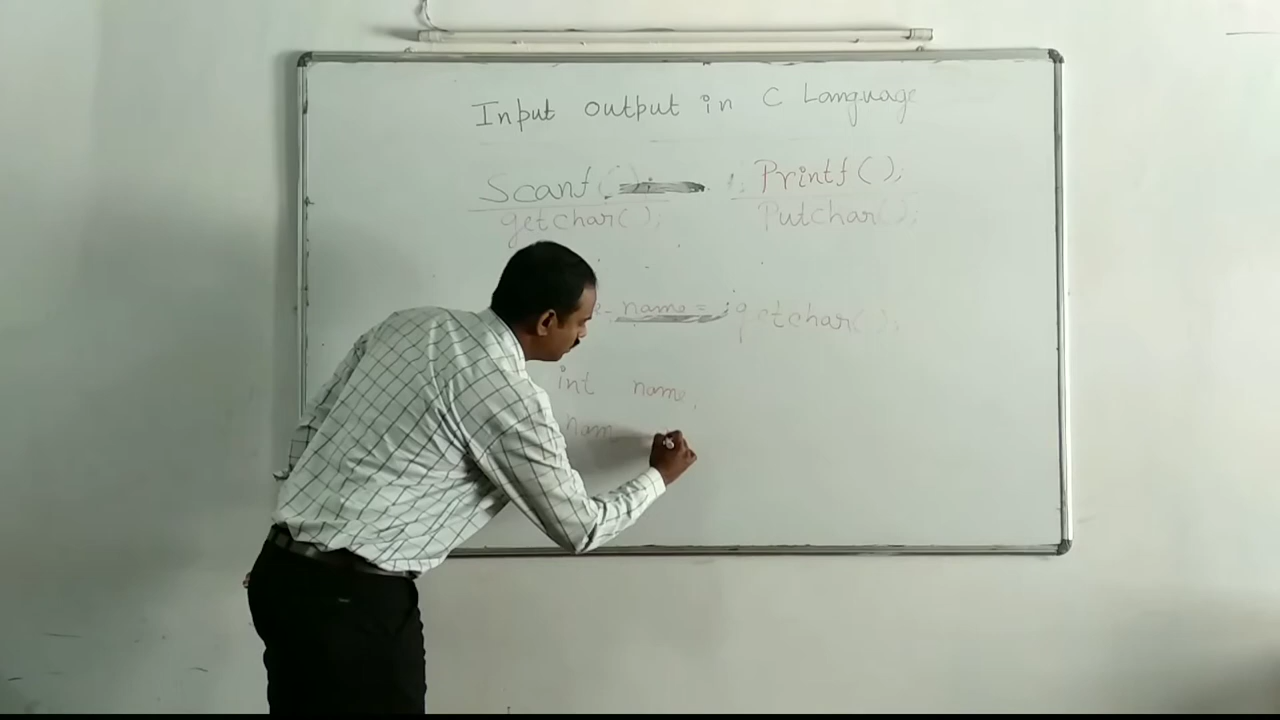 Input output in C Language
Scanf ( ) ; Printf ( );
getchar( ); Putchar( );
name = ; getchar( );
int name,
nam